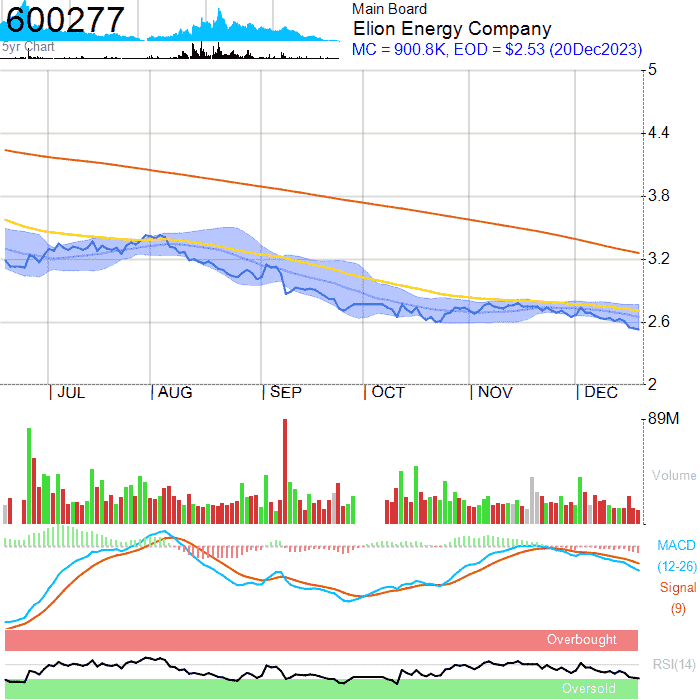 600277
5yr Chart
Main Board
Elion Energy Company
MC = 900.8K, EOD = $2.53 (20Dec2023)
5
4.4
3.8
3.2
2.6
2
JUL AUG SEP OCT NOV DEC
89M
Volume
MACD
(12-26)
Signal
(9)
Overbought
RSI(14)
Oversold